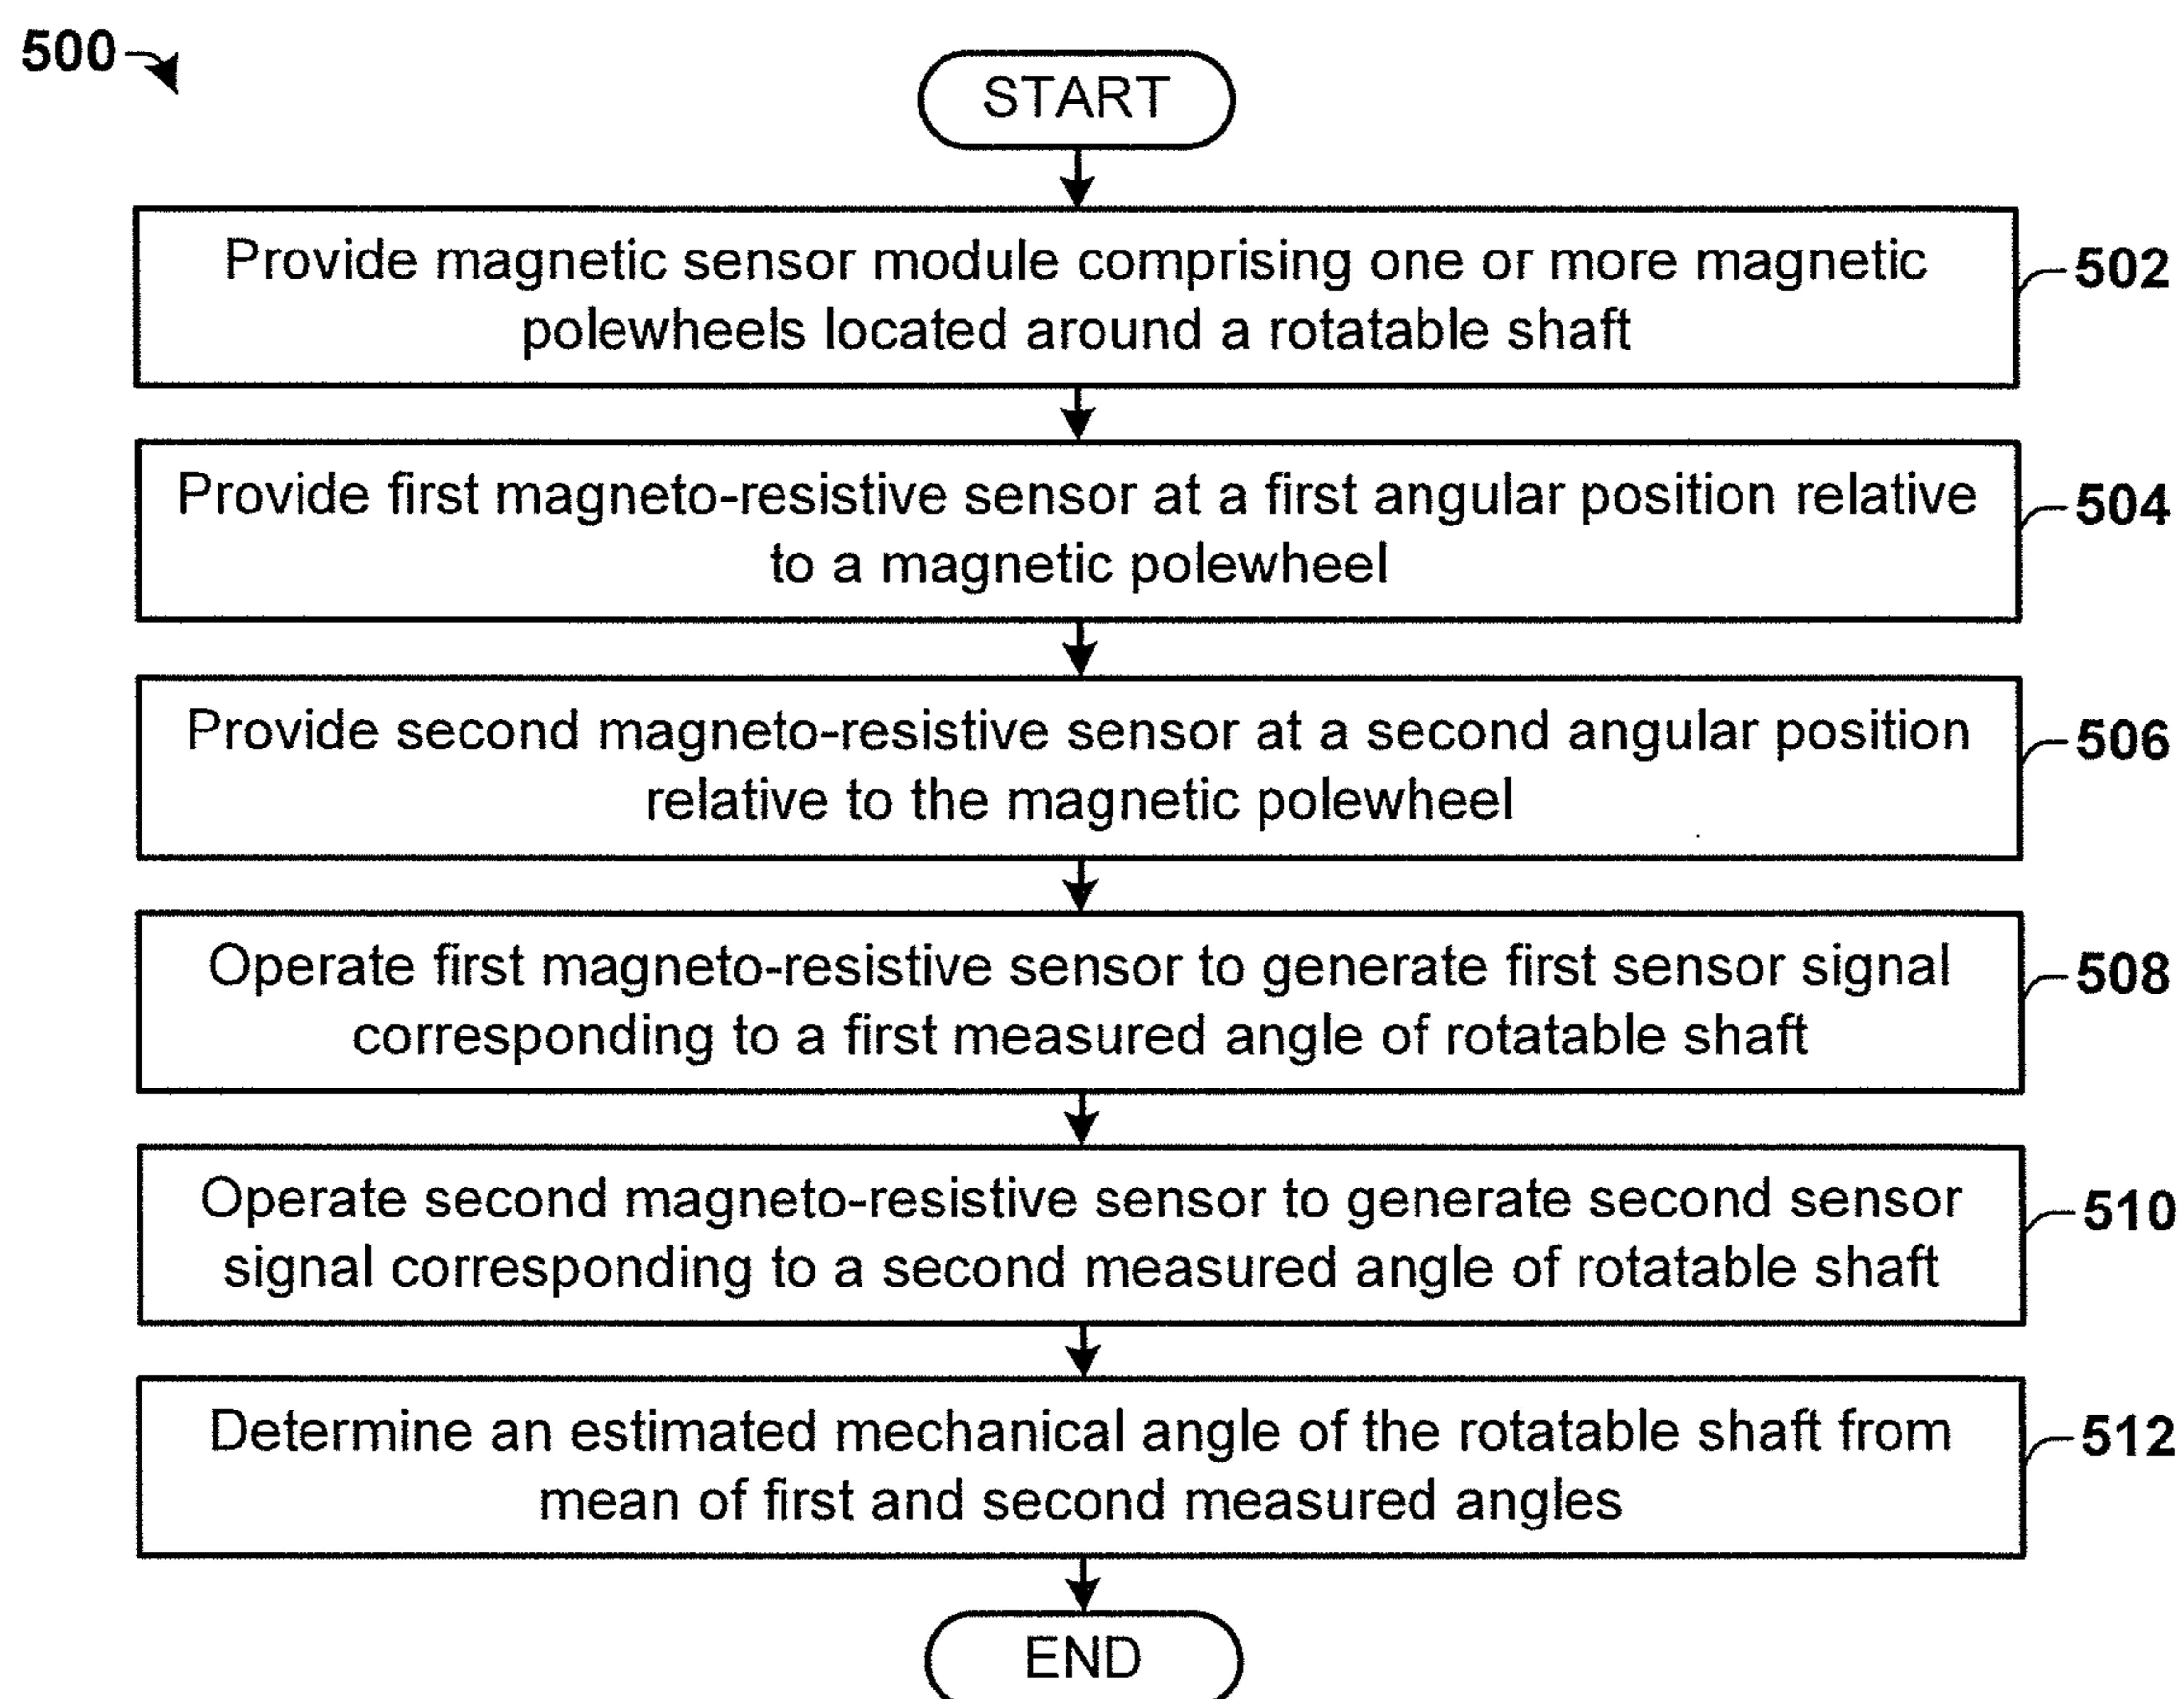 500
START
Provide magnetic sensor module comprising one or more magnetic
polewheels located around a rotatable shaft
502
Provide first magneto-resistive sensor at a first angular position relative
to a magnetic polewheel
504
Provide second magneto-resistive sensor at a second angular position
relative to the magnetic polewheel
506
Operate first magneto-resistive sensor to generate first sensor signal
corresponding to a first measured angle of rotatable shaft
508
Operate second magneto-resistive sensor to generate second sensor
signal corresponding to a second measured angle of rotatable shaft
510
Determine an estimated mechanical angle of the rotatable shaft from
mean of first and second measured angles
512
END